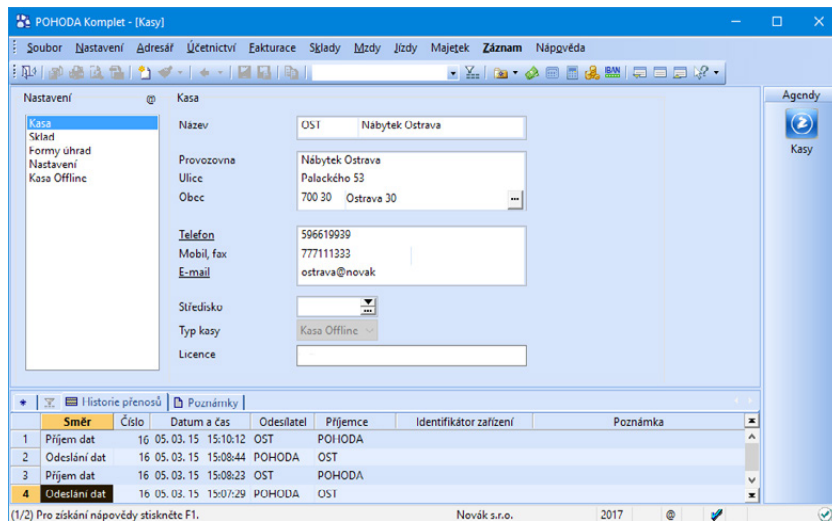 POHODA Komplet - [Kasy]
Soubor Nastavení Adresář Účetnictví Fakturace Sklady Mzdy Jízdy Majetek Záznam Nápověda
IBAN
Nastavení @ Kasa
Agendy
Kasy
Kasa
Sklad
Formy úhrad
Nastavení
Kasa Offline
Název OST Nábytek Ostrava
Provozovna Nábytek Ostrava
Ulice Palackého 53
Obec 700 30 Ostrava 30 ...
Telefon 596619939
Mobil, fax 777111333
E-mail ostrava@novak
Středisko
Typ kasy Kasa Offline
Licence
Historie přenosů Poznámky
Směr Číslo Datum a čas Odesílatel Příjemce Identifikátor zařízení Poznámka
1 Příjem dat 16 05. 03. 15 15:10:12 OST POHODA
2 Odeslání dat 16 05. 03. 15 15:08:44 POHODA OST
3 Příjem dat 16 05. 03. 15 15:08:23 OST POHODA
4 Odeslání dat 16 05. 03. 15 15:07:29 POHODA OST
(1/2) Pro získání nápovědy stiskněte F1. Novák s.r.o. 2017 @